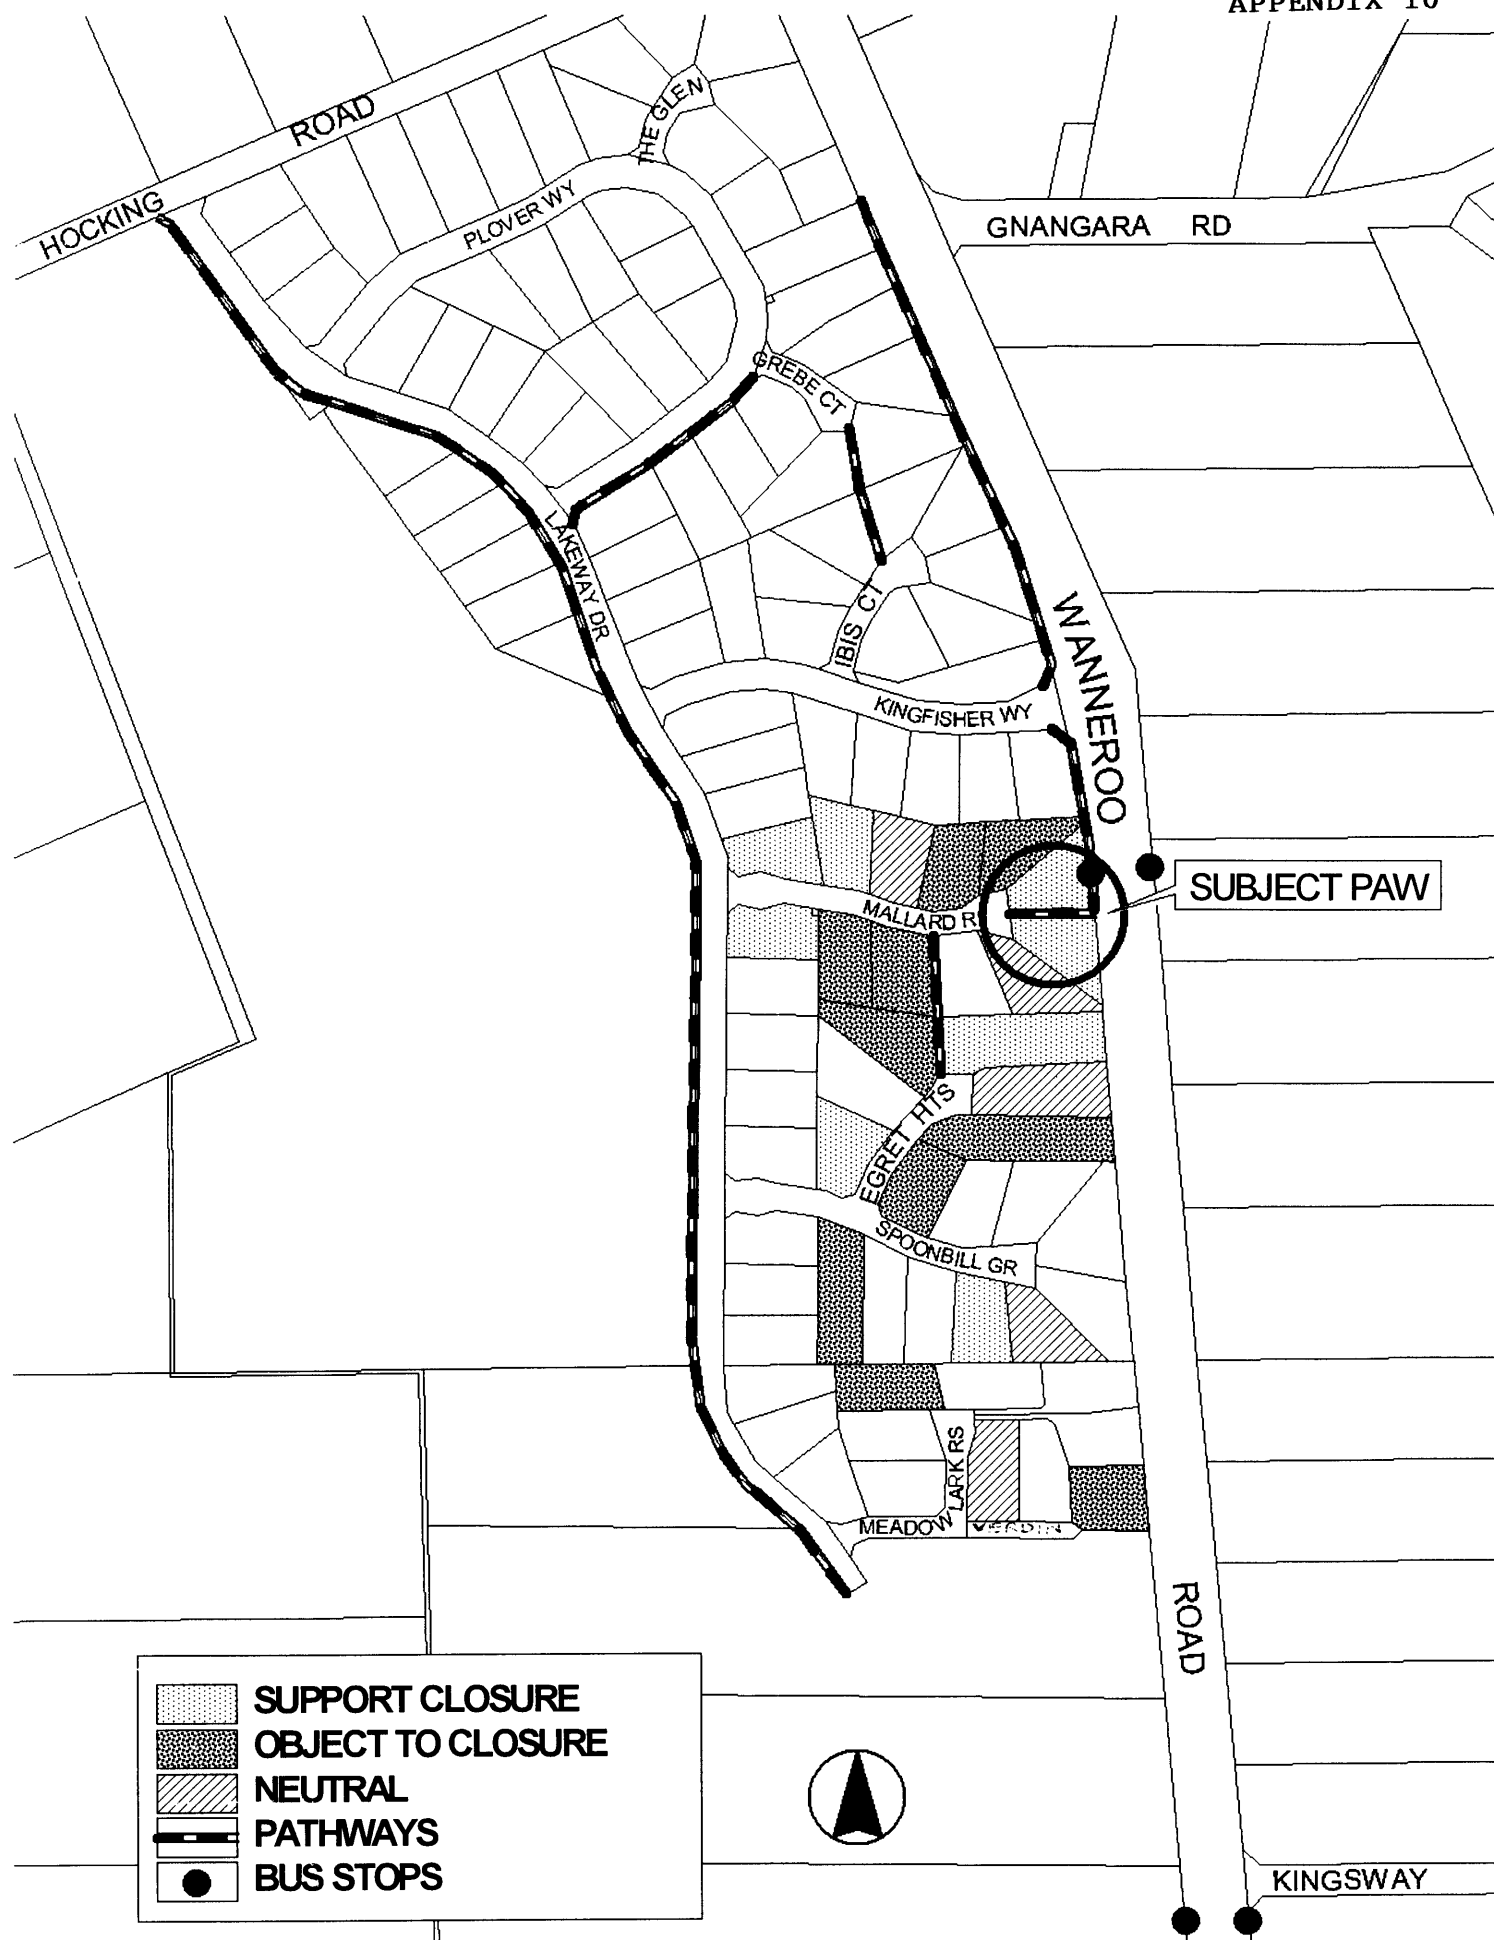 APPENDIX 10
HOCKING ROAD
THE GLEN
PLOVER WY
GNANGARA RD
GREBE CT
LAKEWAY DR
IBIS CT
KINGFISHER WY
WANNEROO
SUBJECT PAW
MALLARD R
EGRET HTS
SPOONBILL GR
LARK RS
MEADOW
VERDIN
ROAD
SUPPORT CLOSURE
OBJECT TO CLOSURE
NEUTRAL
PATHWAYS
BUS STOPS
KINGSWAY